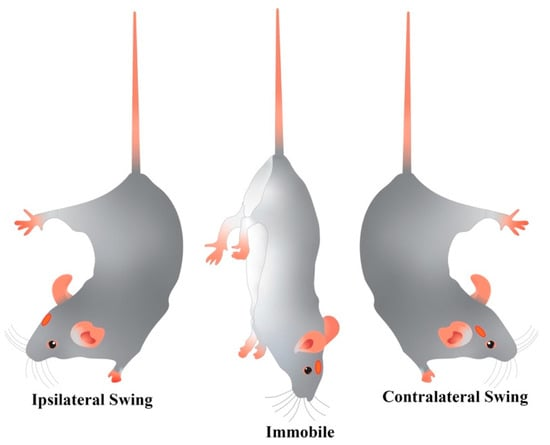 Ipsilateral Swing
Immobile
Contralateral Swing